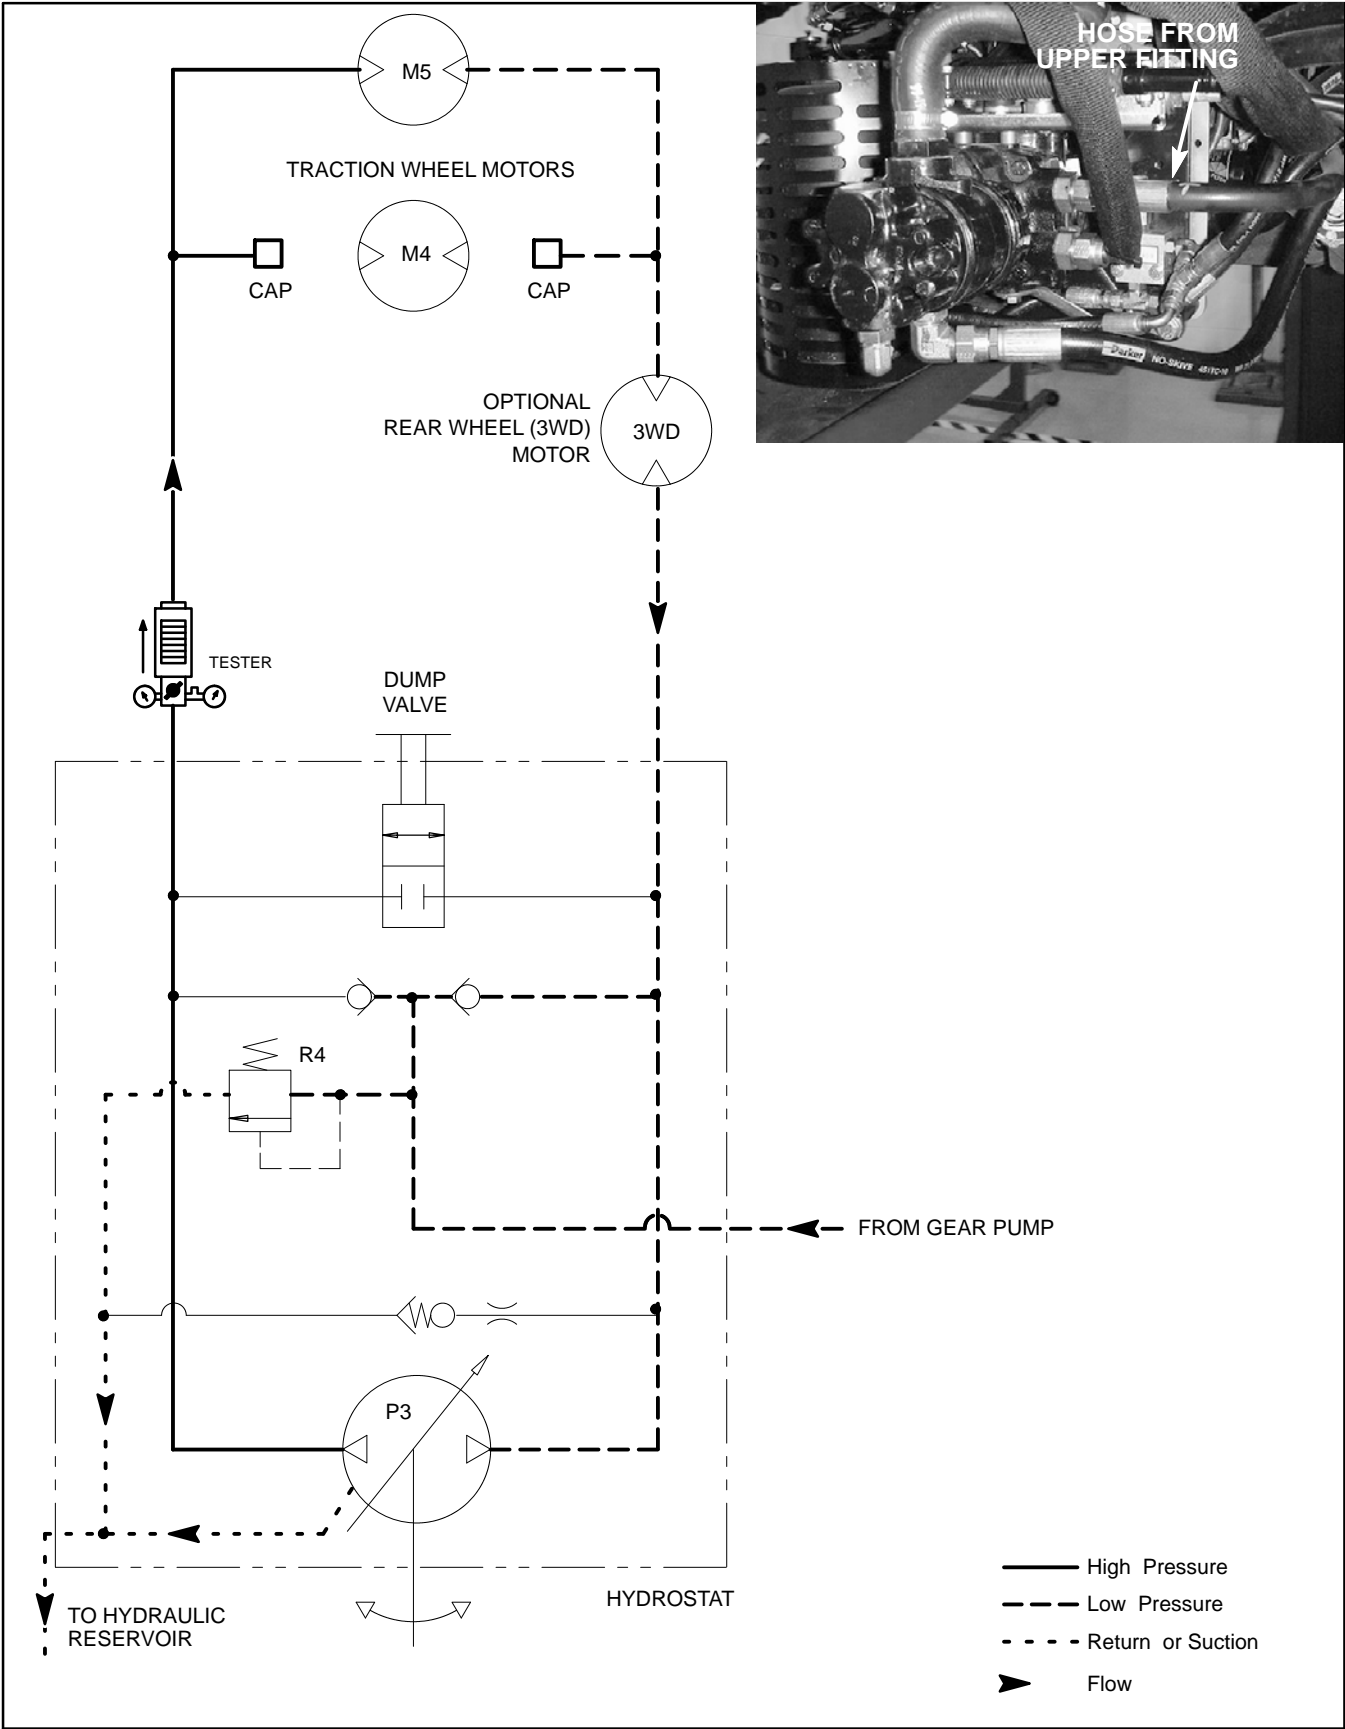 M5
HOSE FROM
UPPER FITTING
TRACTION WHEEL MOTORS
M4
CAP
CAP
Parker NO-SKIVE
OPTIONAL
REAR WHEEL (3WD)
MOTOR
3WD
TESTER
DUMP
VALVE
R4
FROM GEAR PUMP
P3
HYDROSTAT
TO HYDRAULIC
RESERVOIR
High Pressure
Low Pressure
Return or Suction
Flow